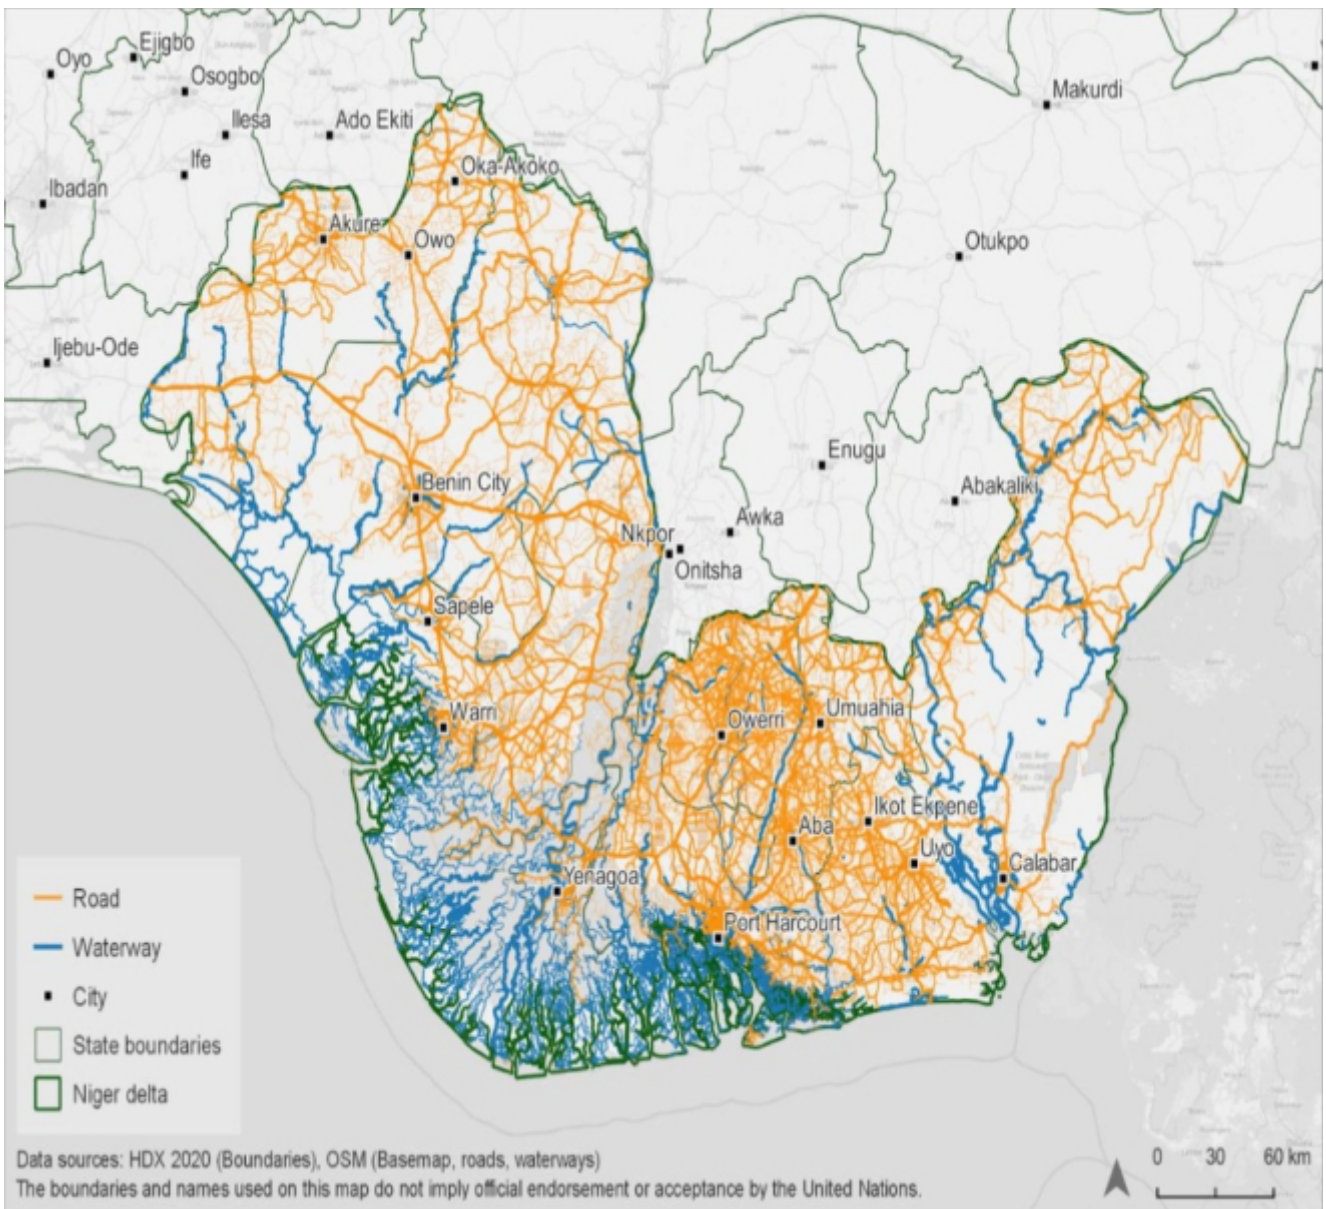 Ejigbo
Oyo
Osogbo
Makurdi
Ilesa
Ado Ekiti
Ife
Oka-Akoko
Ibadan
Akure
Owo
Otukpo
Ijebu-Ode
Enugu
Benin City
Abakaliki
Awka
Nkpor
Onitsha
Sapele
Warri
Owerri
Umuahia
Ikot Ekpene
Aba
Uyo
Calabar
Yenagoa
Port Harcourt
Road
Waterway
City
State boundaries
Niger delta
Data sources: HDX 2020 (Boundaries), OSM (Basemap, roads, waterways)
0 30 60 km
The boundaries and names used on this map do not imply official endorsement or acceptance by the United Nations.